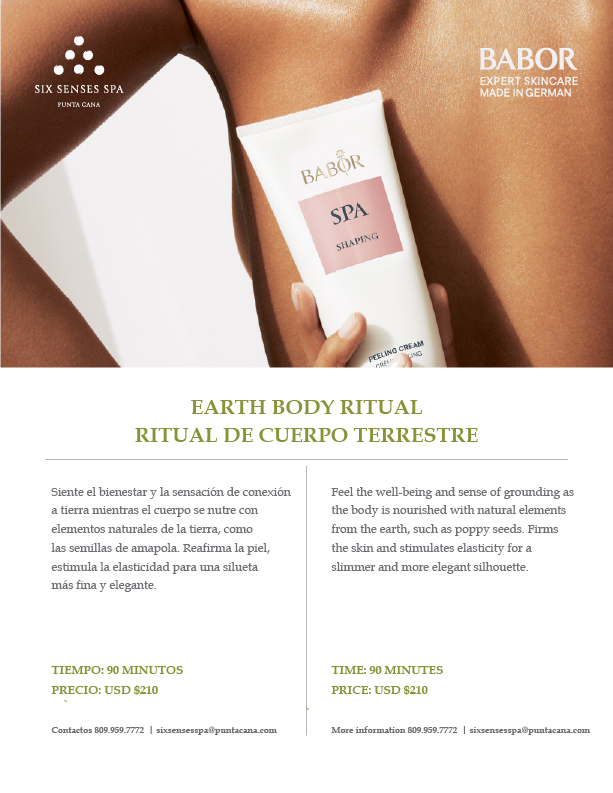 SIX SENSES SPA
PUNTA CANA
BABOR
EXPERT SKINCARE
MADE IN GERMAN
BABOR
SPA
SHAPING
PEELING CREAM
EARTH BODY RITUAL
RITUAL DE CUERPO TERRESTRE
Siente el bienestar y la sensación de conexión
a tierra mientras el cuerpo se nutre con
elementos naturales de la tierra, como
las semillas de amapola. Reafirma la piel,
estimula la elasticidad para una silueta
más fina y elegante.
TIEMPO: 90 MINUTOS
PRECIO: USD $210
Contactos 809.959.7772 | sixsensesspa@puntacana.com
Feel the well-being and sense of grounding as
the body is nourished with natural elements
from the earth, such as poppy seeds. Firms
the skin and stimulates elasticity for a
slimmer and more elegant silhouette.
TIME: 90 MINUTES
PRICE: USD $210
More information 809.959.7772 | sixsensesspa@puntacana.com